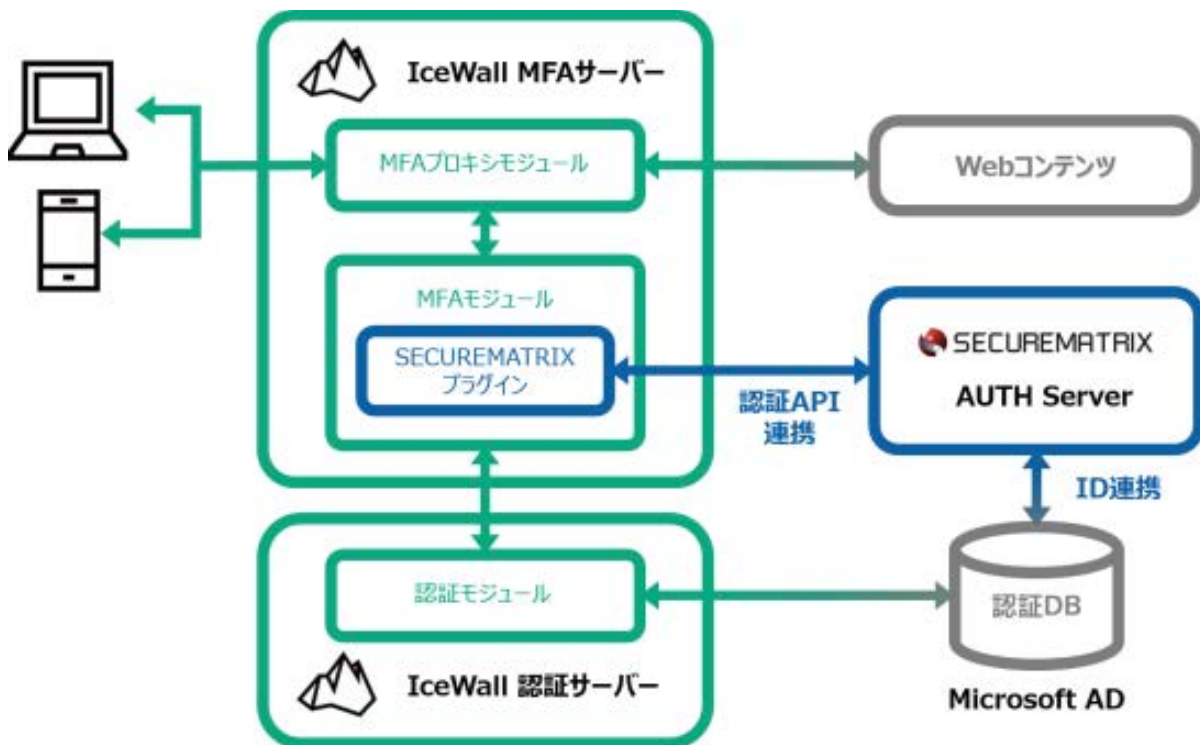 IceWall MFAサーバー
MFAプロキシモジュール
Webコンテンツ
MFAモジュール
SECUREMATRIX
プラグイン
認証API
連携
SECUREMATRIX
AUTH Server
ID連携
認証モジュール
認証DB
IceWall 認証サーバー
Microsoft AD